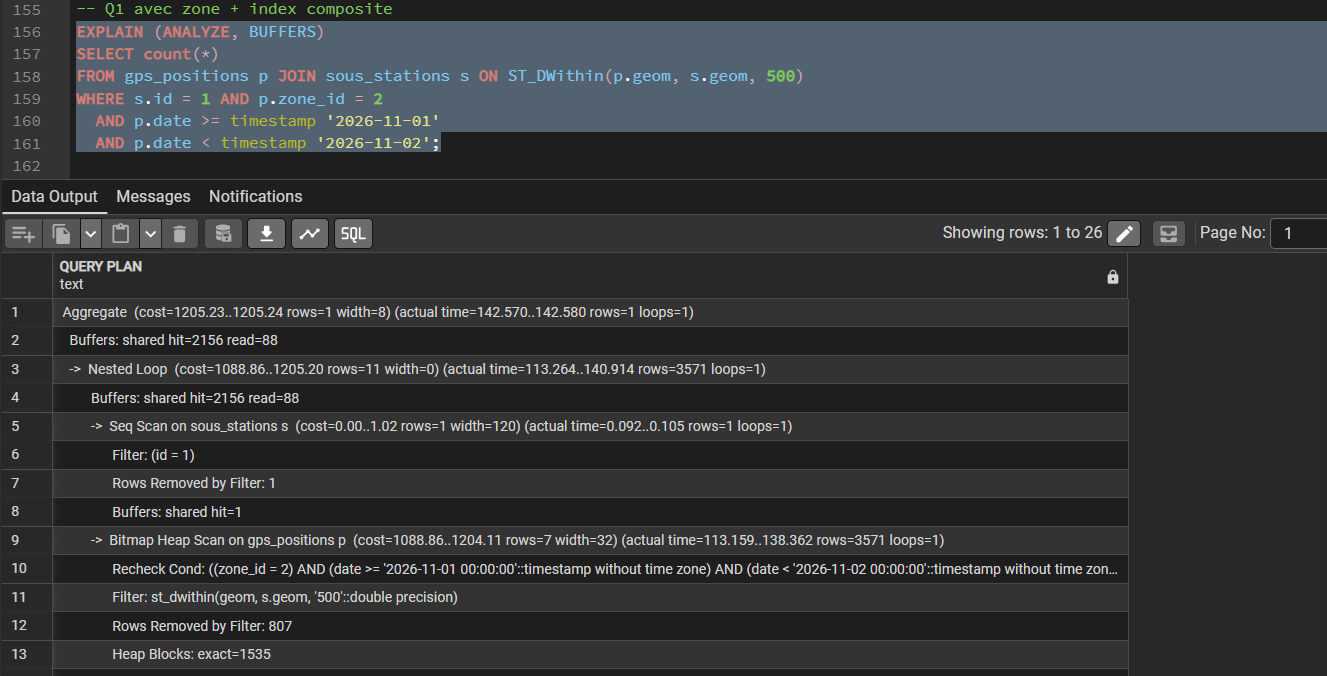 155 -- Q1 avec zone + index composite
156 EXPLAIN (ANALYZE, BUFFERS)
157 SELECT count(*)
158 FROM gps_positions p JOIN sous_stations s ON ST_DWithin(p.geom, s.geom, 500)
159 WHERE s.id = 1 AND p.zone_id = 2
160 AND p.date >= timestamp '2026-11-01'
161 AND p.date < timestamp '2026-11-02';
162
Data Output Messages Notifications
SQL Showing rows: 1 to 26 Page No: 1
QUERY PLAN
text
1 Aggregate (cost=1205.23..1205.24 rows=1 width=8) (actual time=142.570..142.580 rows=1 loops=1)
2 Buffers: shared hit=2156 read=88
3 -> Nested Loop (cost=1088.86..1205.20 rows=11 width=0) (actual time=113.264..140.914 rows=3571 loops=1)
4 Buffers: shared hit=2156 read=88
5 -> Seq Scan on sous_stations s (cost=0.00..1.02 rows=1 width=120) (actual time=0.092..0.105 rows=1 loops=1)
6 Filter: (id = 1)
7 Rows Removed by Filter: 1
8 Buffers: shared hit=1
9 -> Bitmap Heap Scan on gps_positions p (cost=1088.86..1204.11 rows=7 width=32) (actual time=113.159..138.362 rows=3571 loops=1)
10 Recheck Cond: ((zone_id = 2) AND (date >= '2026-11-01 00:00:00'::timestamp without time zone) AND (date < '2026-11-02 00:00:00'::timestamp without time zon...
11 Filter: st_dwithin(geom, s.geom, '500'::double precision)
12 Rows Removed by Filter: 807
13 Heap Blocks: exact=1535